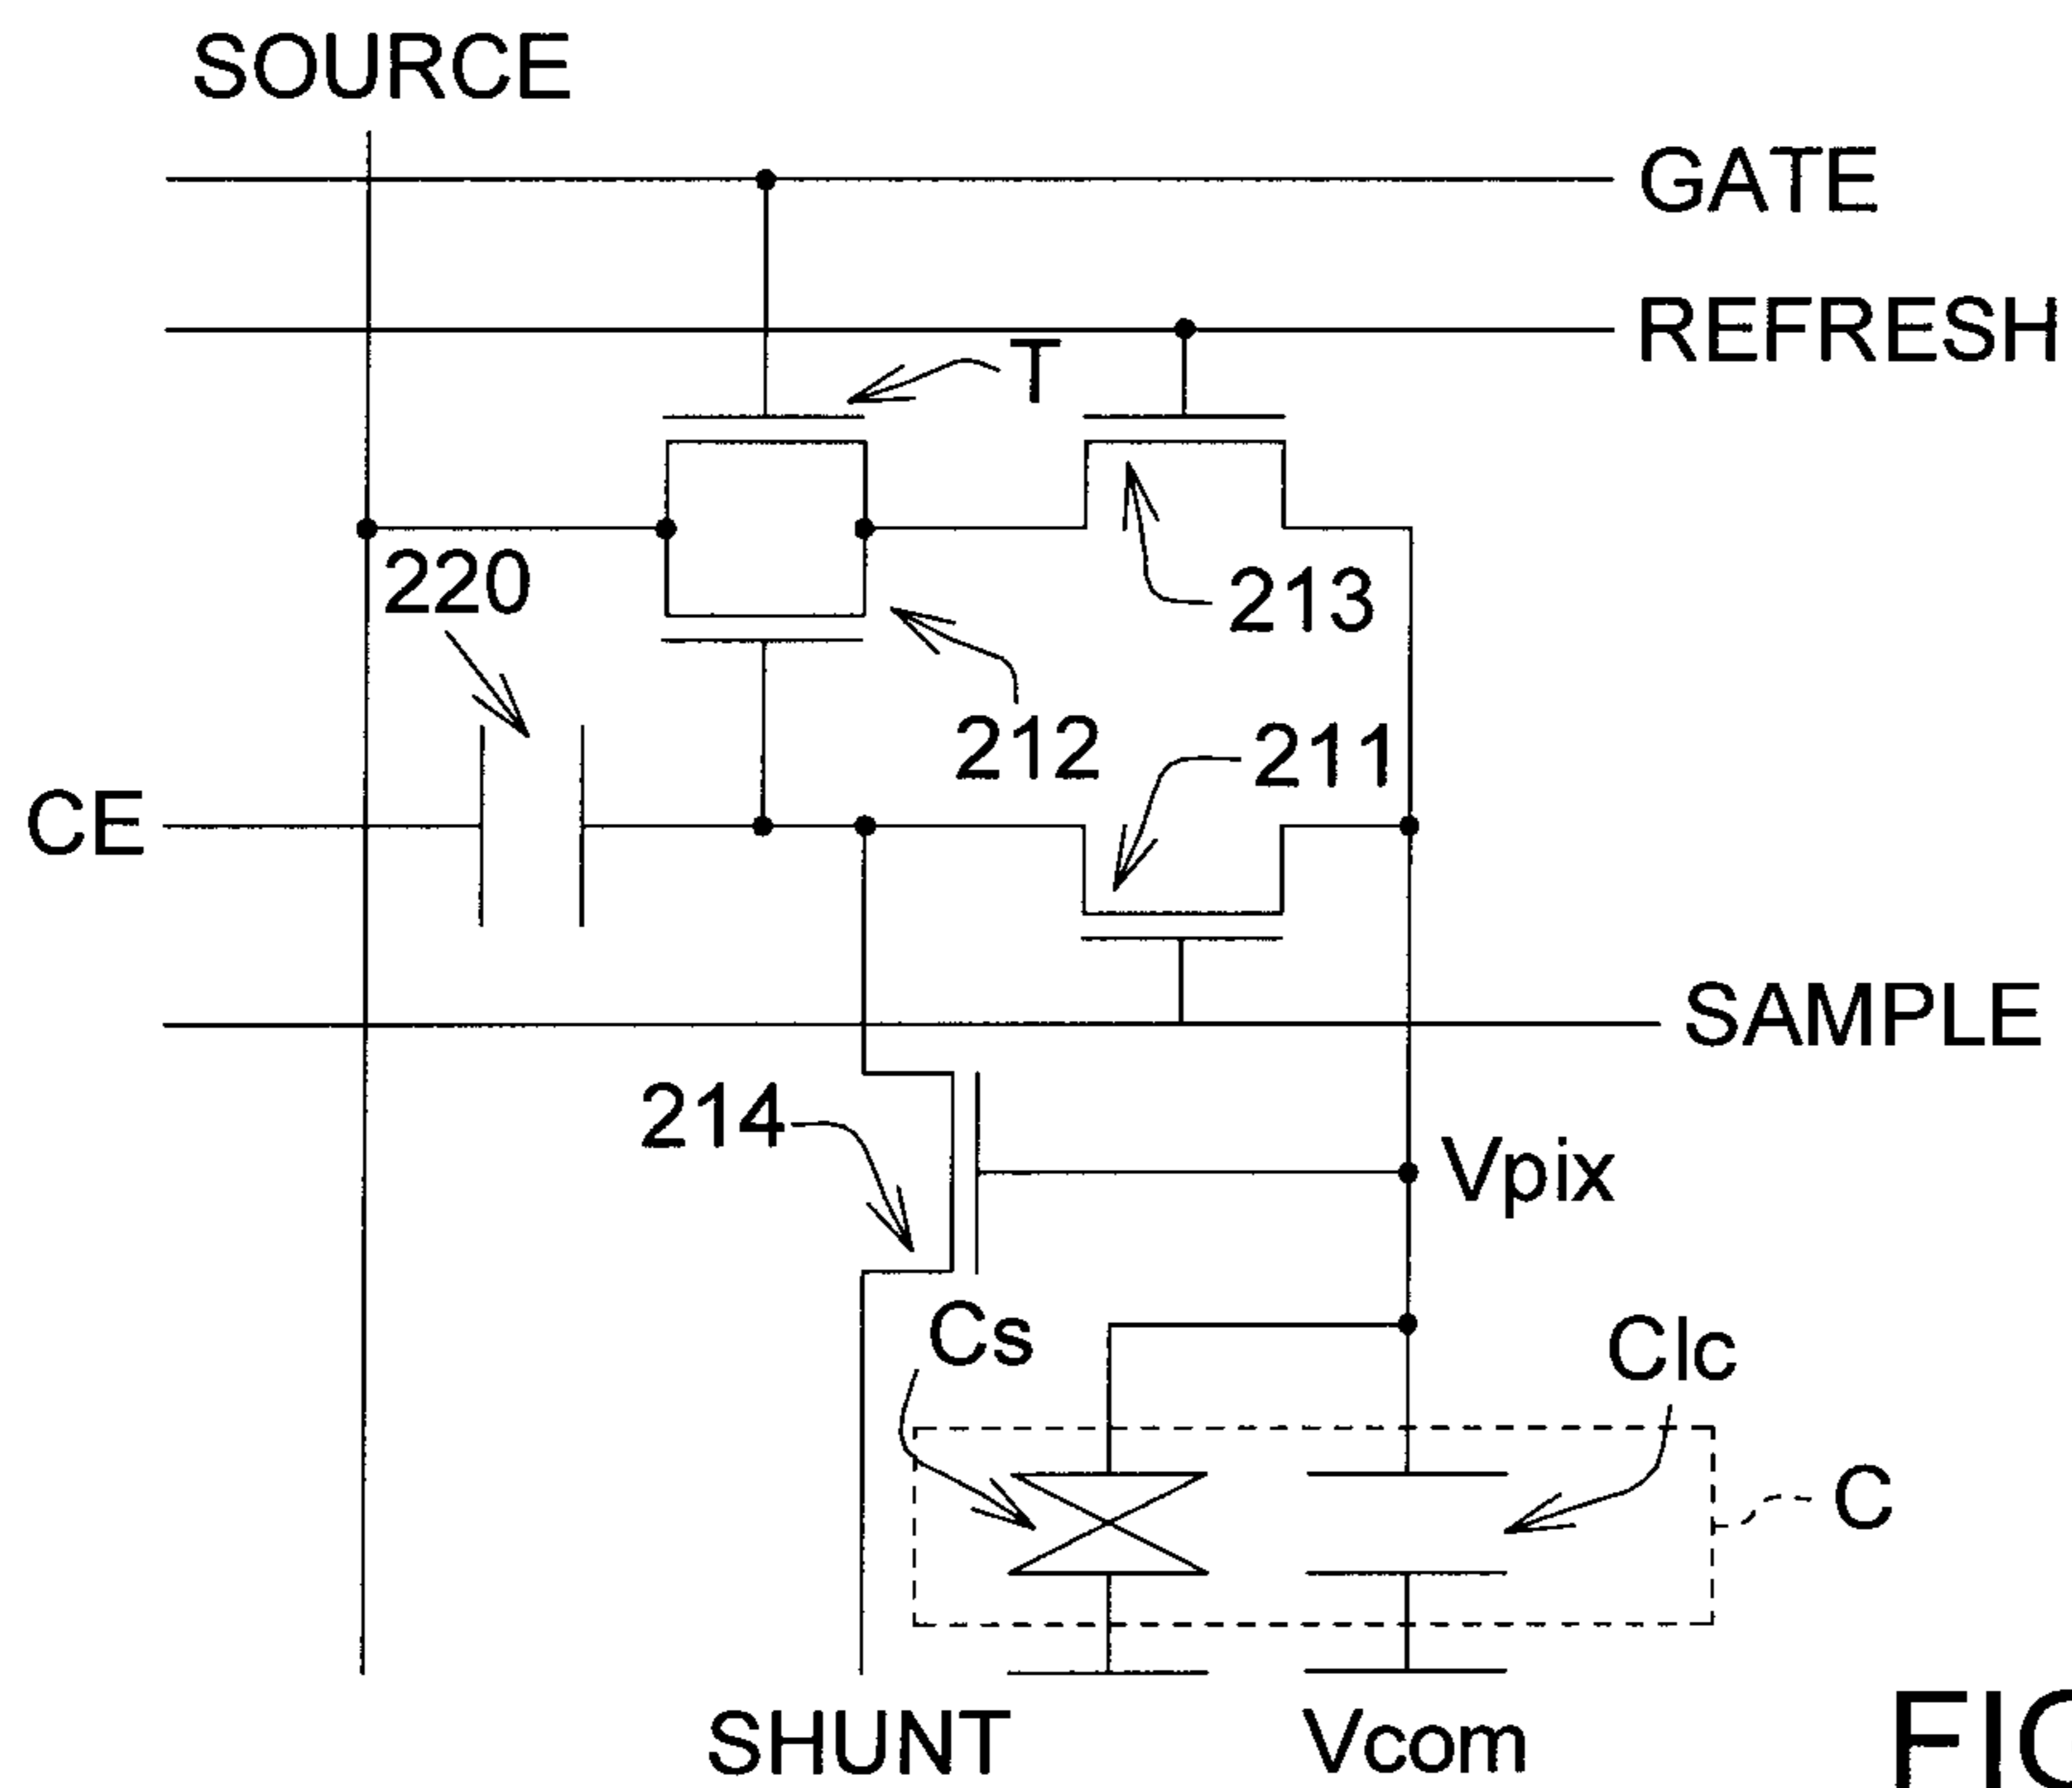 SOURCE
GATE
REFRESH
T
220
213
212
211
CE
SAMPLE
214
Vpix
Cs
Clc
C
SHUNT
Vcom